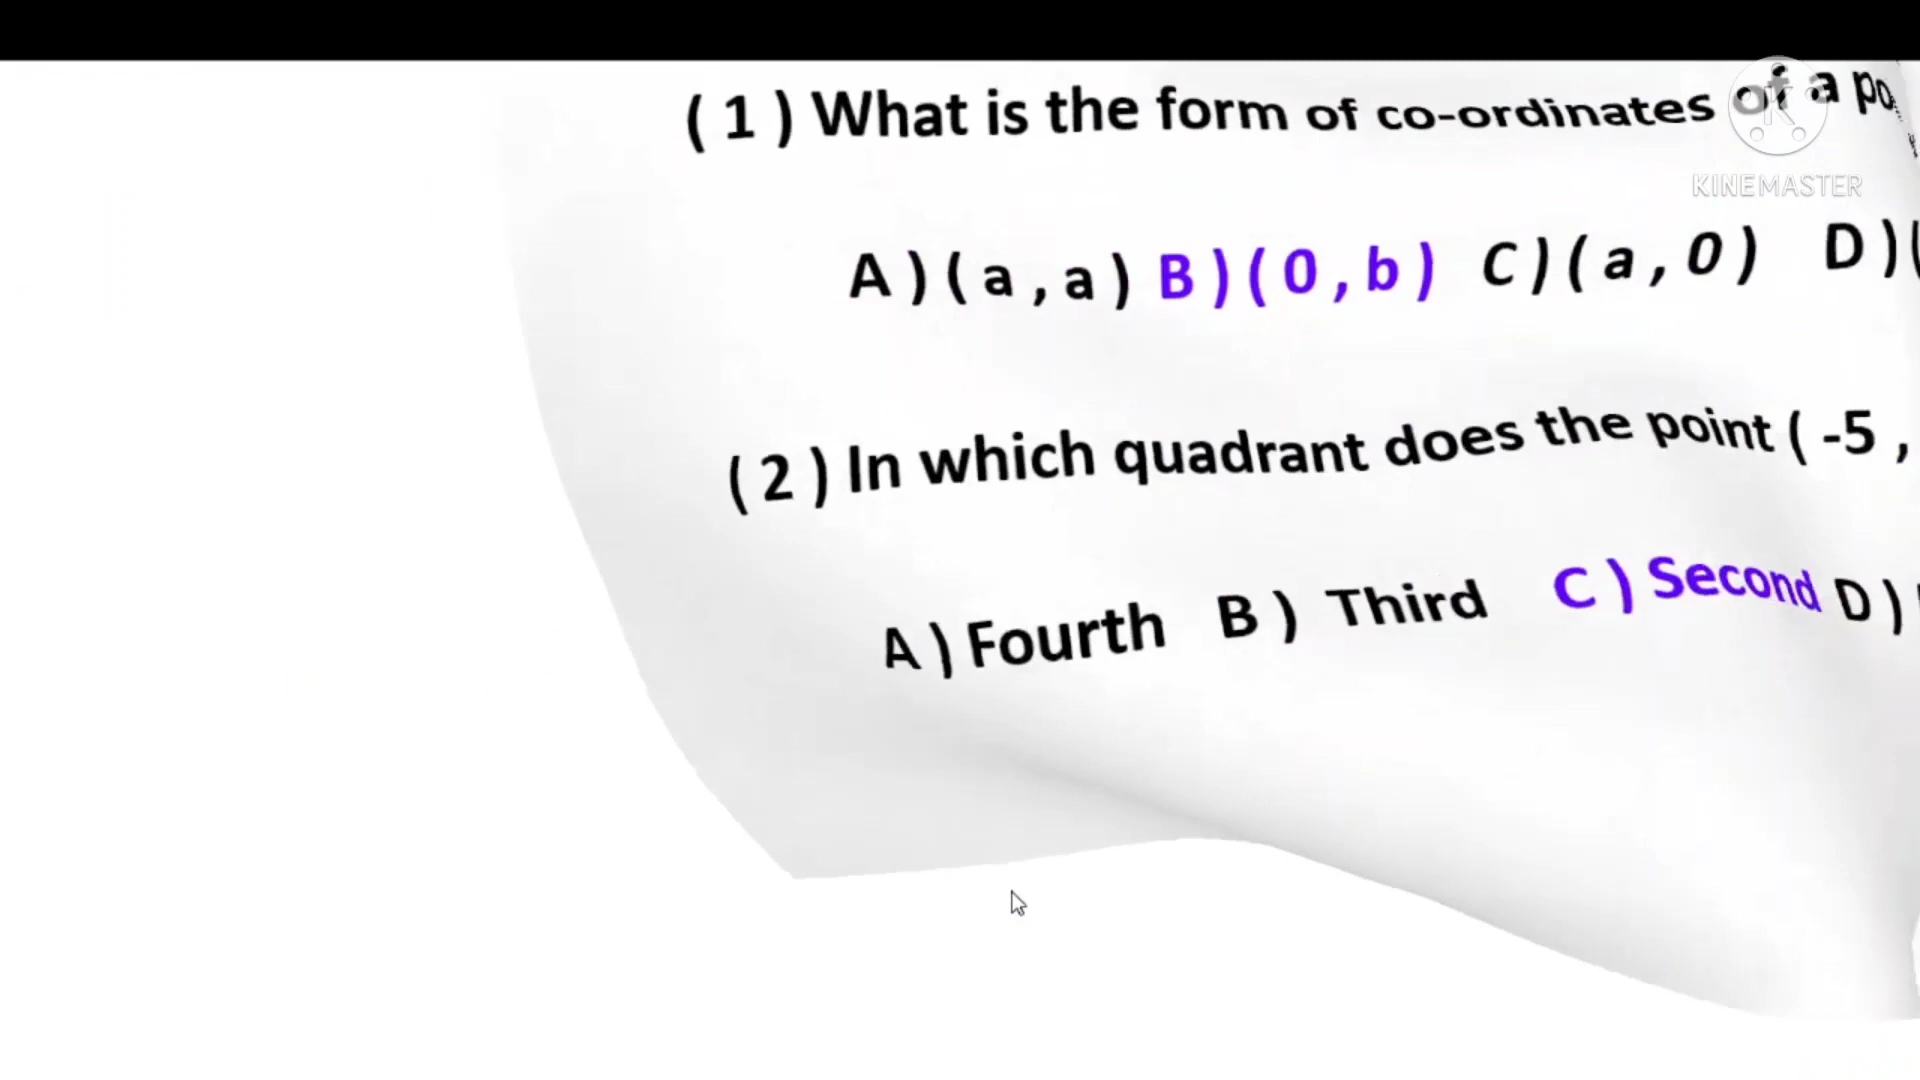 ( 1 ) What is the form of co-ordinates of a
KINEMASTER
A ) ( a , a ) B ) ( 0 , b ) C ) ( a , 0 ) D ) (
( 2 ) In which quadrant does the point ( -5 ,
A ) Fourth B ) Third C ) Second D )